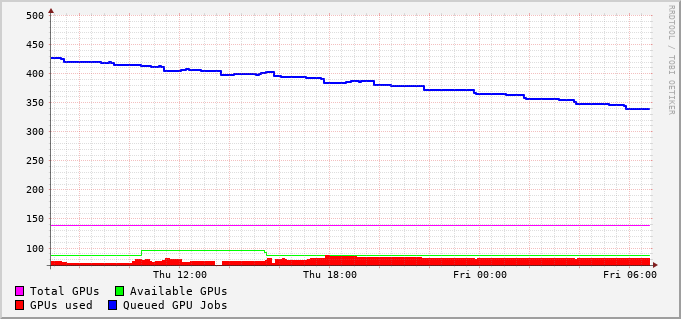 500
450
400
350
300
250
200
150
100
Thu 12:00 Thu 18:00 Fri 00:00 Fri 06:00
Total GPUs Available GPUs
GPUs used Queued GPU Jobs
RRDTOOL / TOBI OETIKER